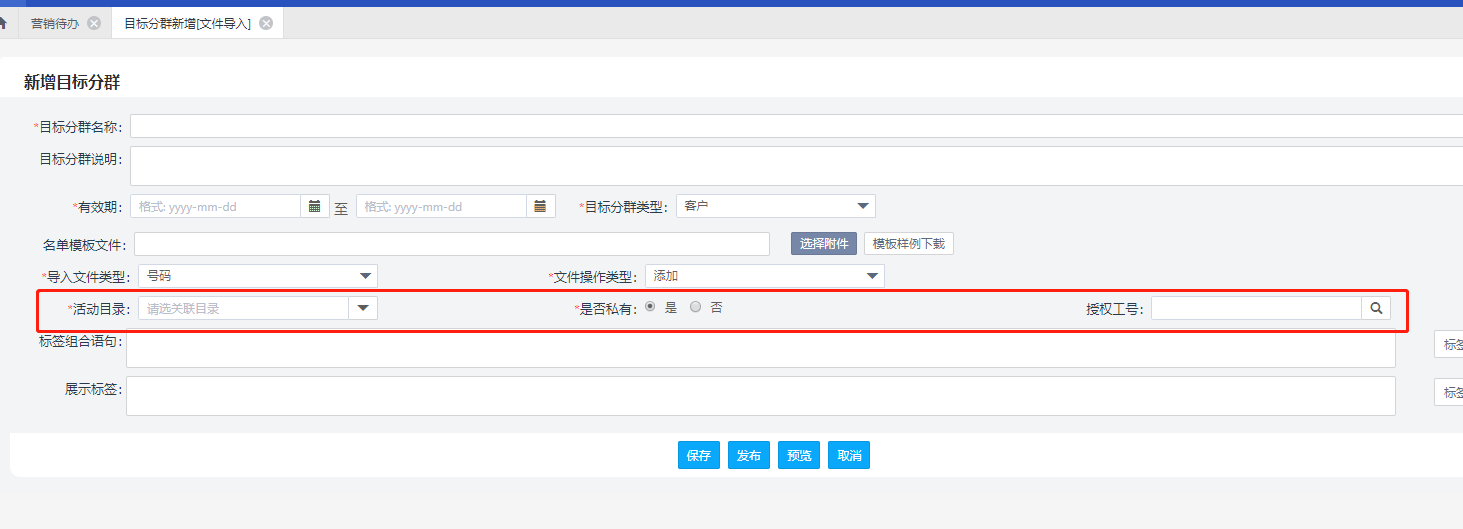 营销待办 目标分群新增[文件导入]
新增目标分群
*目标分群名称:
目标分群说明:
*有效期: 格式: yyyy-mm-dd 至 格式: yyyy-mm-dd *目标分群类型: 客户
名单模板文件: 选择附件 模板样例下载
*导入文件类型: 号码 *文件操作类型: 添加
*活动目录: 请选关联目录 *是否私有: 是 否 授权工号:
标签组合语句: 标签
展示标签: 标签
保存 发布 预览 取消